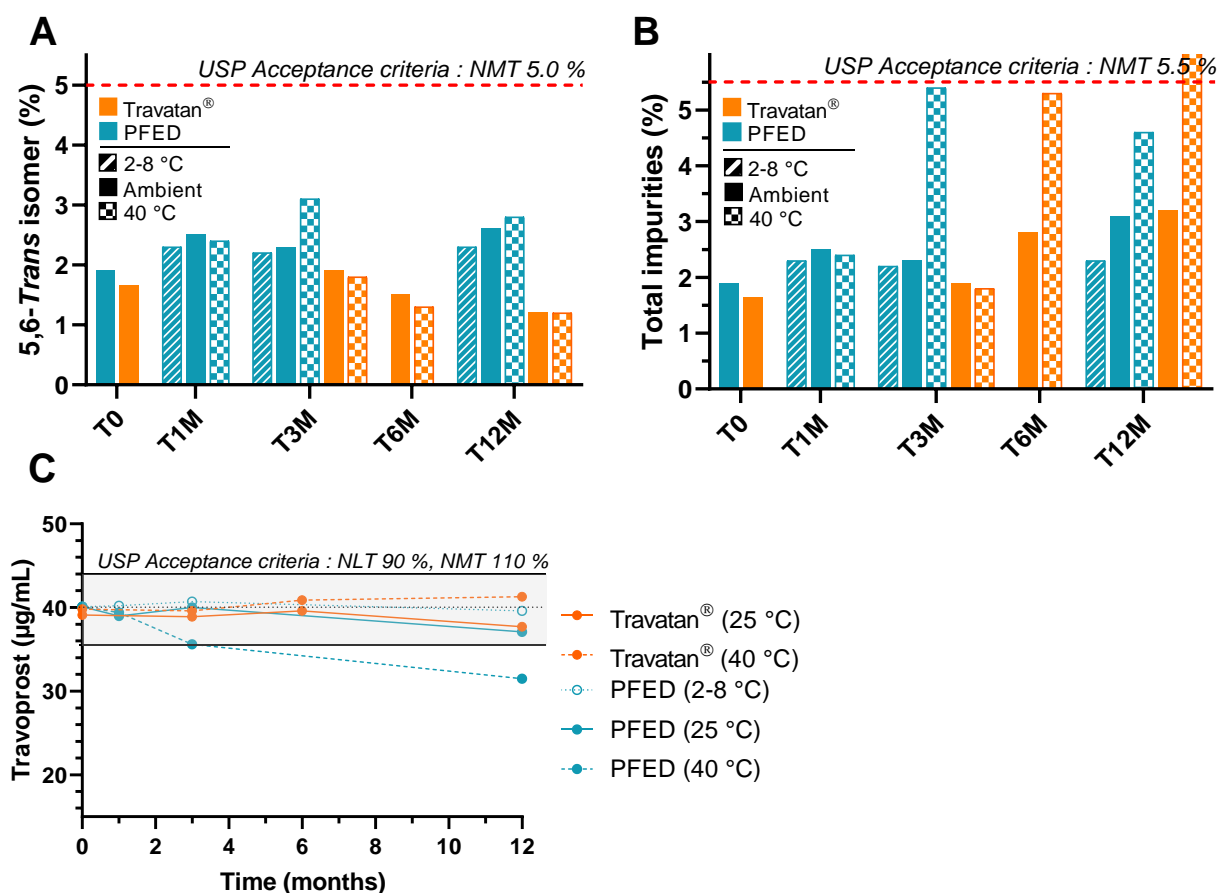 A
USP Acceptance criteria : NMT 5.0 %
5,6- Trans isomer (%)
5
4
3
2
1
0
Travatan®
PFED
2-8 °C
Ambient
40 °C
T0
T1M
T3M
T6M
T12M
B
USP Acceptance criteria : NMT 5.5 %
Total impurities (%)
5
4
3
2
1
0
Travatan®
PFED
2-8 °C
Ambient
40 °C
T0
T1M
T3M
T6M
T12M
C
USP Acceptance criteria : NLT 90 %, NMT 110 %
Travoprost (µg/mL)
50
40
30
20
0
2
4
6
8
10
12
Time (months)
Travatan® (25 °C)
Travatan® (40 °C)
PFED (2-8 °C)
PFED (25 °C)
PFED (40 °C)